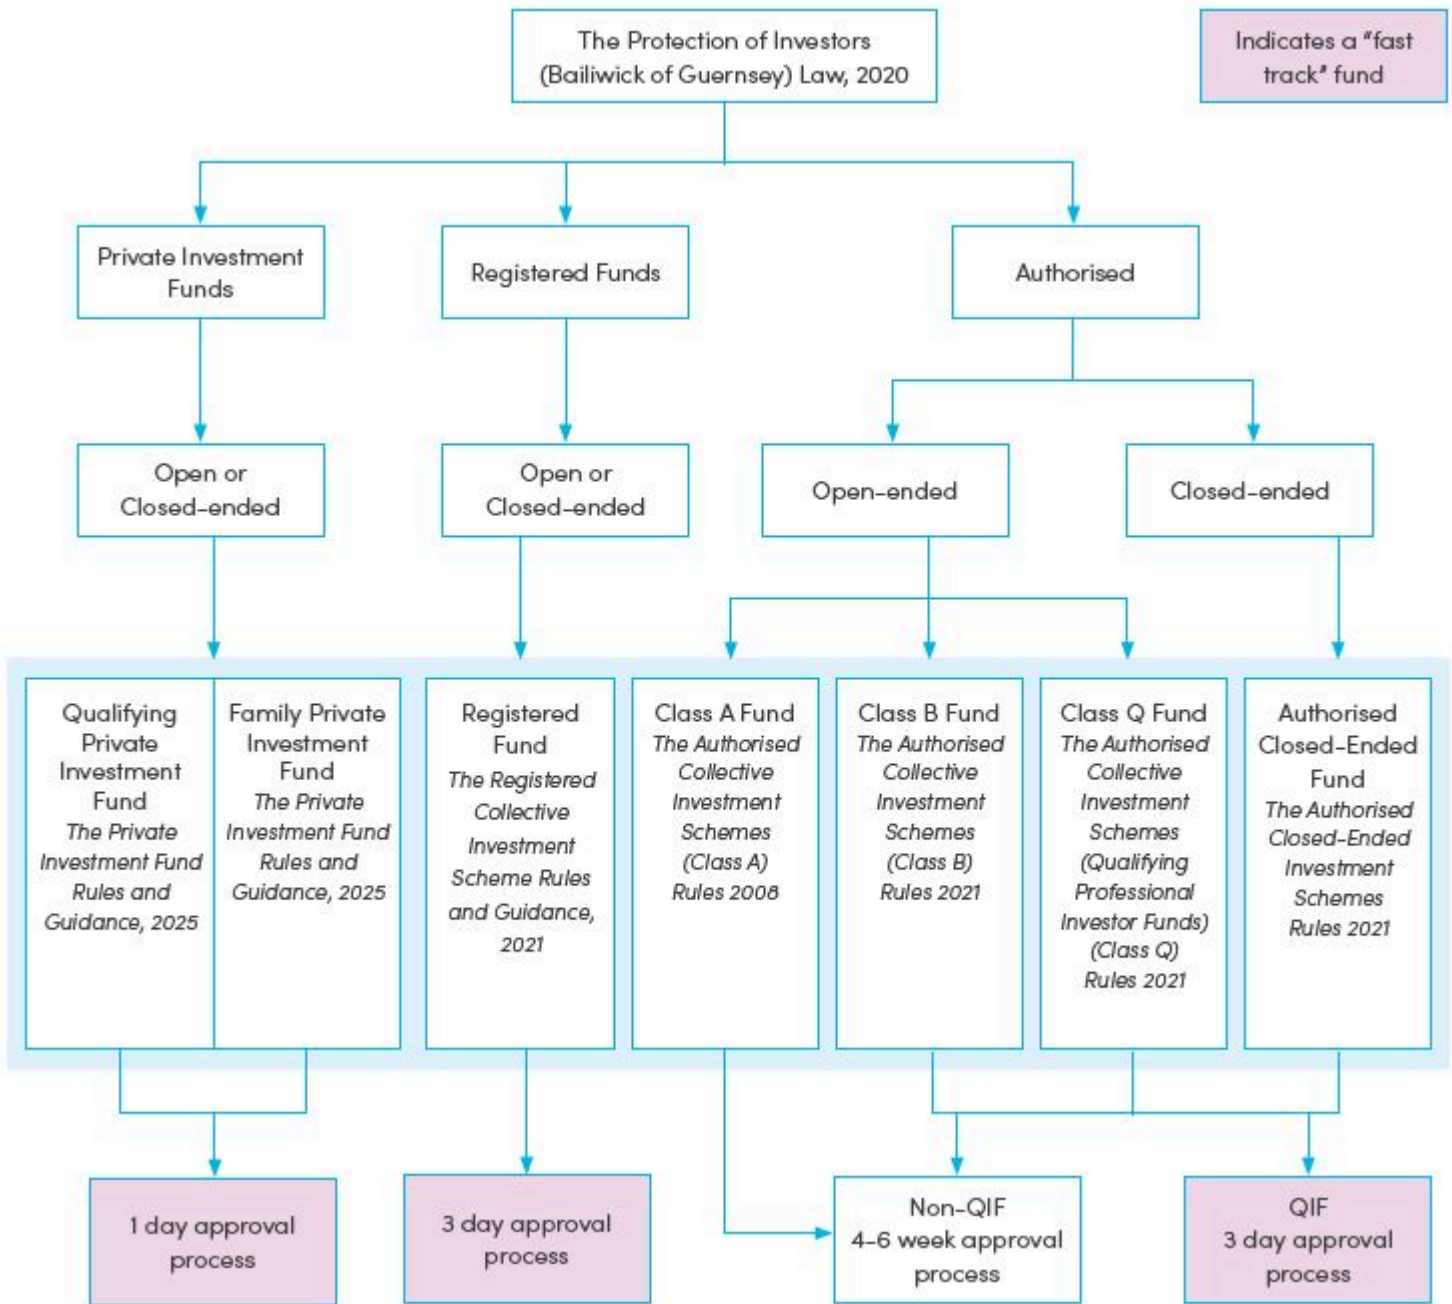 The Protection of Investors
(Bailiwick of Guernsey) Law, 2020
Indicates a "fast
track" fund
Private Investment
Funds
Registered Funds
Authorised
Open or
Closed-ended
Open or
Closed-ended
Open-ended
Closed-ended
Qualifying
Private
Investment
Fund
The Private
Investment Fund
Rules and
Guidance, 2025
Family Private
Investment
Fund
The Private
Investment Fund
Rules and
Guidance, 2025
Registered
Fund
The Registered
Collective
Investment
Scheme Rules
and Guidance,
2021
Class A Fund
The Authorised
Collective
Investment
Schemes
(Class A)
Rules 2008
Class B Fund
The Authorised
Collective
Investment
Schemes
(Class B)
Rules 2021
Class Q Fund
The Authorised
Collective
Investment
Schemes
(Qualifying
Professional
Investor Funds)
(Class Q)
Rules 2021
Authorised
Closed-Ended
Fund
The Authorised
Closed-Ended
Investment
Schemes
Rules 2021
1 day approval
process
3 day approval
process
Non-QIF
4-6 week approval
process
QIF
3 day approval
process